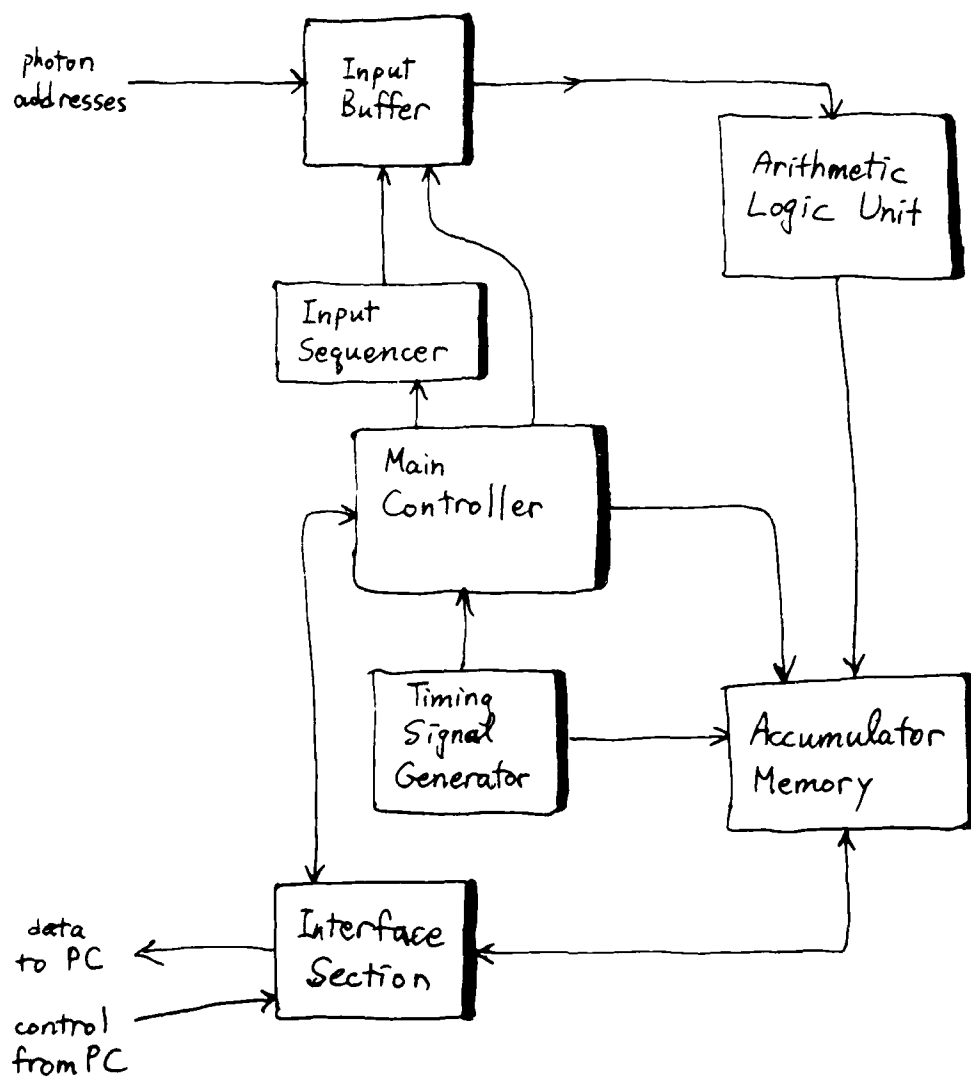 photon
addresses
Input
Buffer
Arithmetic
Logic Unit
Input
Sequencer
Main
Controller
Timing
Signal
Generator
Accumulator
Memory
Interface
Section
data
to PC
control
from PC